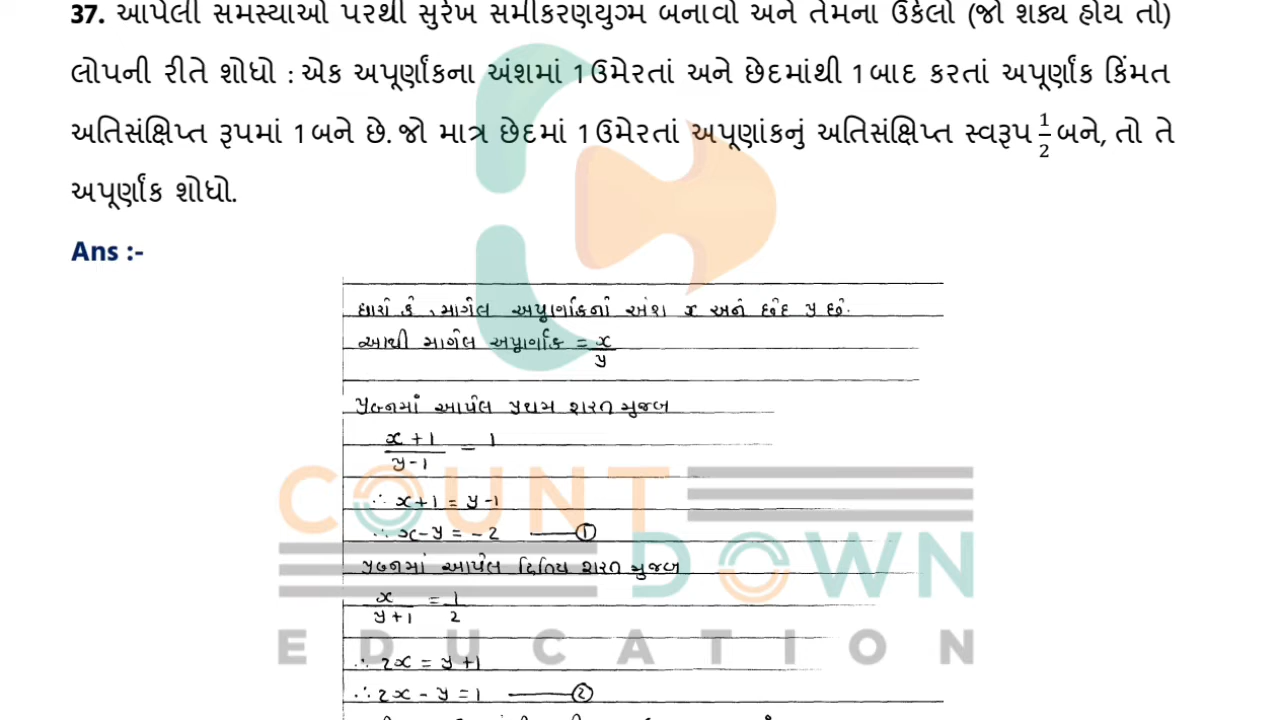 37. આપેલી સમસ્યાઓ પરથી સુરેખ સમીકરણયુગ્મ બનાવો અને તેમના ઉકેલો (જો શક્ય હોય તો)
લોપની રીતે શોધો : એક અપૂર્ણાંકના અંશમાં 1 ઉમેરતાં અને છેદમાંથી 1 બાદ કરતાં અપૂર્ણાંક કિંમત
અતિસંક્ષિપ્ત રૂપમાં 1 બને છે. જો માત્ર છેદમાં 1 ઉમેરતાં અપૂણાંકનું અતિસંક્ષિપ્ત સ્વરૂપ 1/2 બને, તો તે
અપૂર્ણાંક શોધો.
Ans :-
ધારો કે , માગેલ અપૂર્ણાંકનો અંશ x અને છેદ y છે.
આથી માગેલ અપૂર્ણાંક = x/y
પ્રશ્નમાં આપેલ પ્રથમ શરત મુજબ
x + 1 / y - 1 = 1
∴ x + 1 = y - 1
∴ x - y = - 2 ——①
પ્રશ્નમાં આપેલ દ્વિતિય શરત મુજબ
x / y + 1 = 1/2
∴ 2x = y + 1
∴ 2x - y = 1 ——②
COUNT
DOWN
EDUCATION